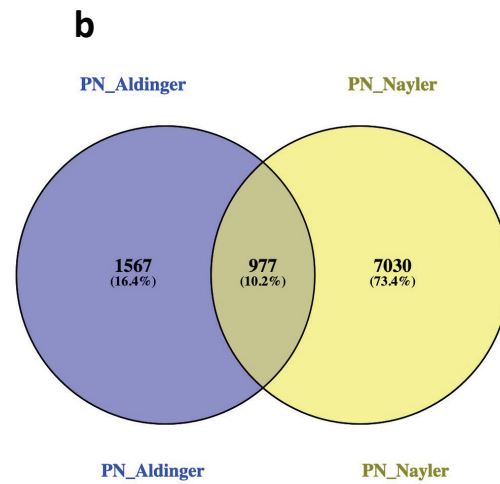 b
PN_Aldinger PN_Nayler
1567 977 7030
(16.4%) (10.2%) (73.4%)
PN_Aldinger PN_Nayler